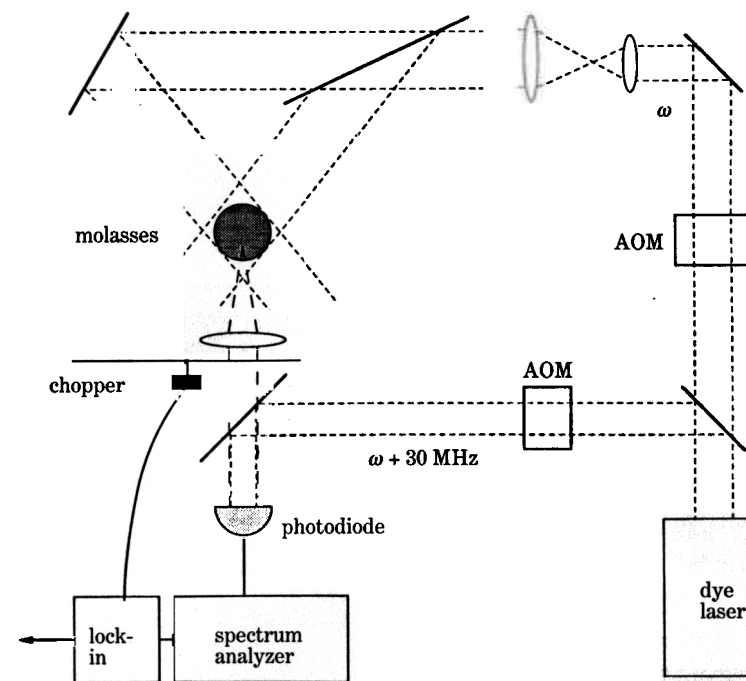 ω
molasses
AOM
chopper
AOM
ω + 30 MHz
photodiode
dye
laser
lock-
in
spectrum
analyzer